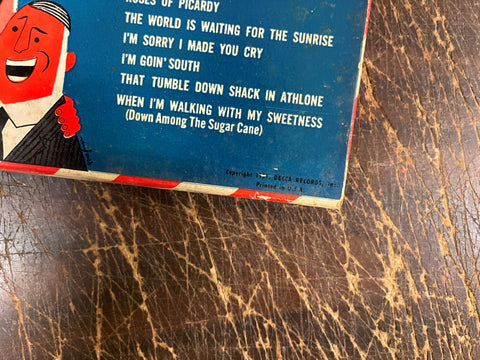 ROSES OF PICARDY
THE WORLD IS WAITING FOR THE SUNRISE
I'M SORRY I MADE YOU CRY
I'M GOIN' SOUTH
THAT TUMBLE DOWN SHACK IN ATHLONE
WHEN I'M WALKING WITH MY SWEETNESS
(Down Among The Sugar Cane)
Copyright DECCA RECORDS, Inc.
Printed in U.S.A.